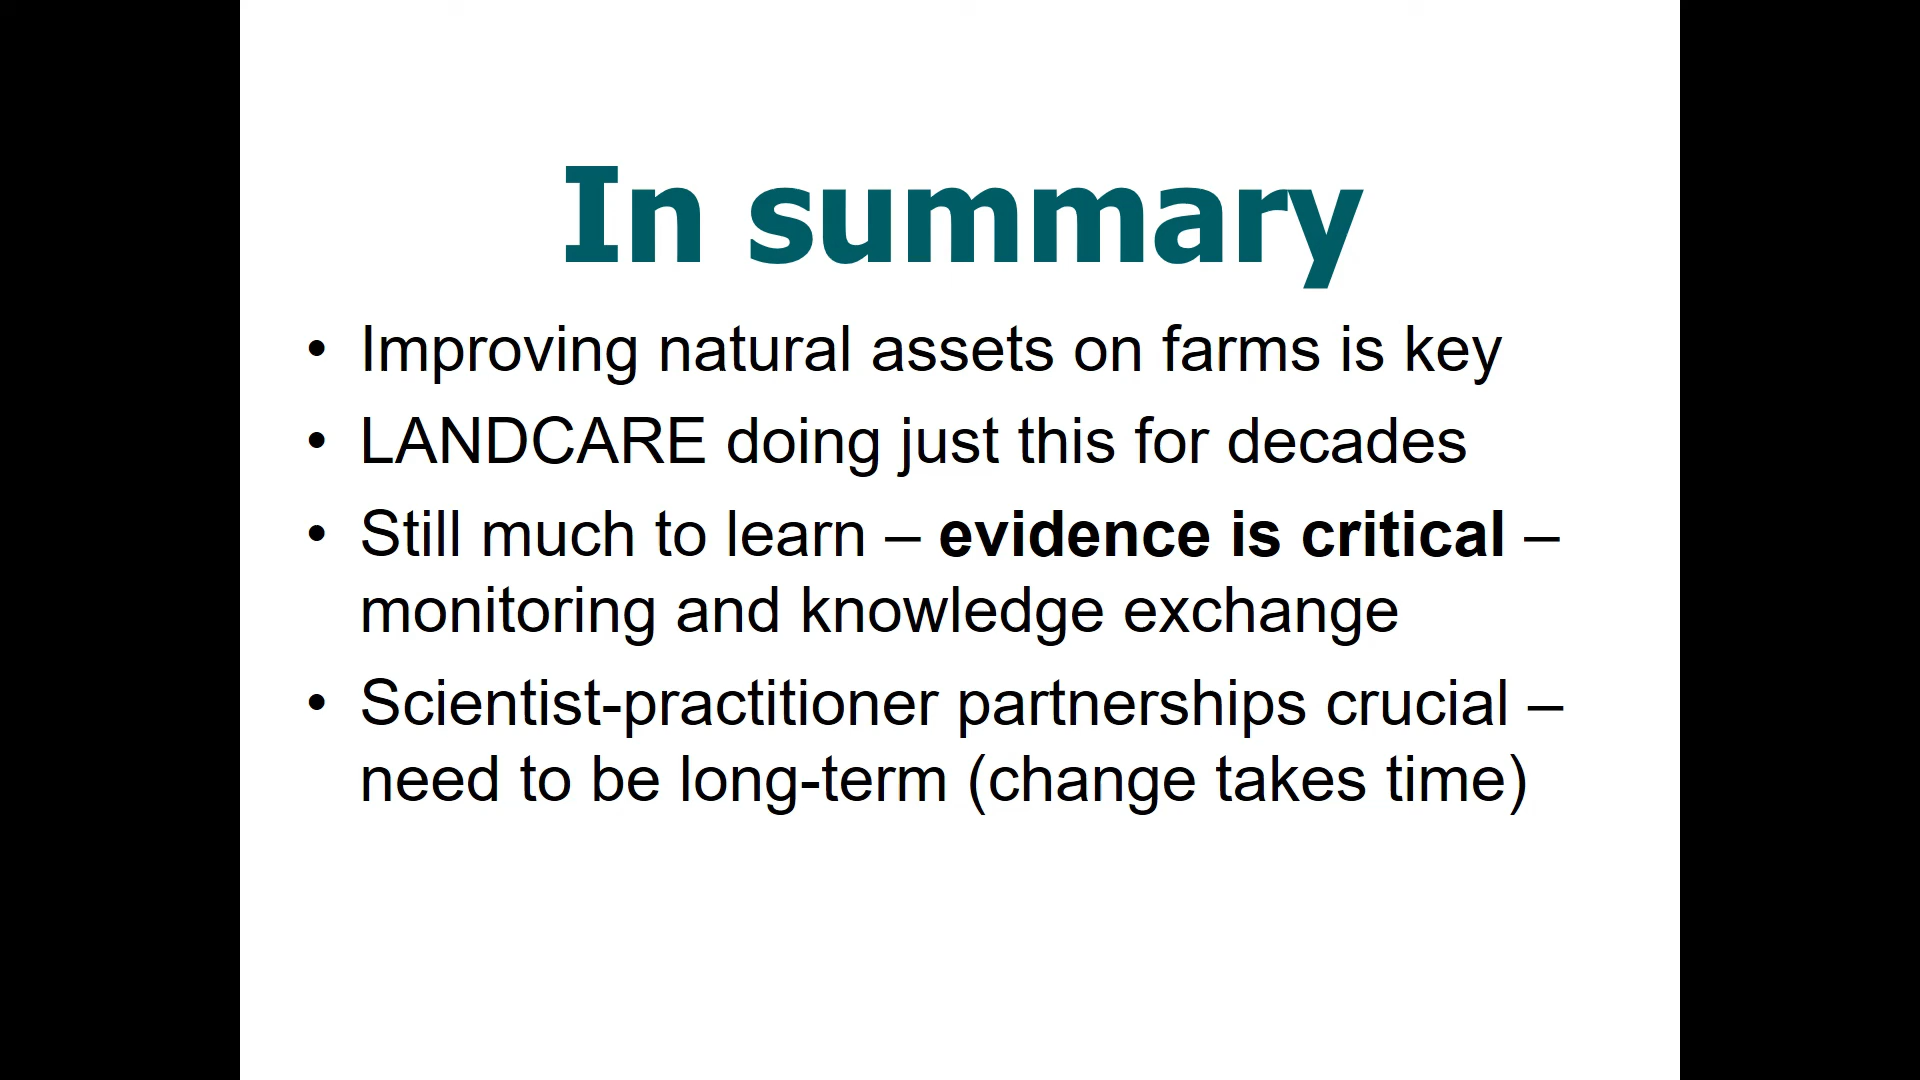 In summary
• Improving natural assets on farms is key
• LANDCARE doing just this for decades
• Still much to learn – evidence is critical –
monitoring and knowledge exchange
• Scientist-practitioner partnerships crucial –
need to be long-term (change takes time)